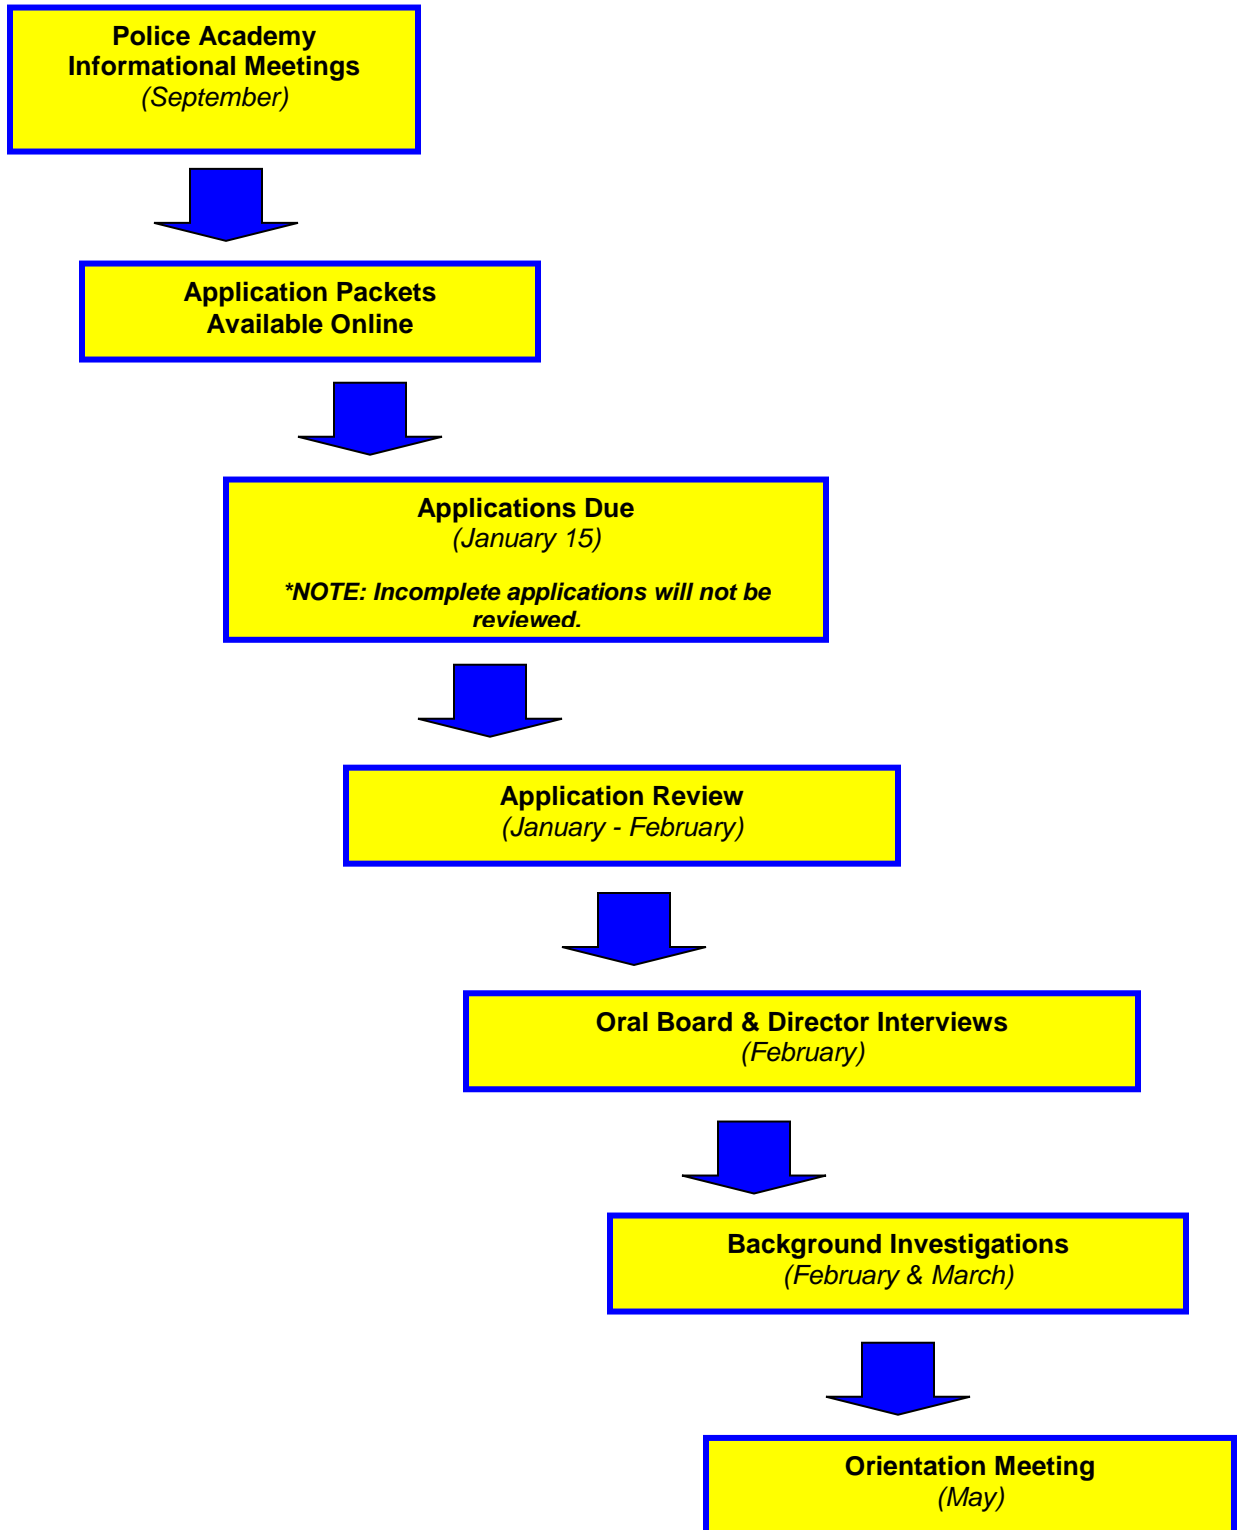 Police Academy
Informational Meetings
(September)
Application Packets
Available Online
Applications Due
(January 15)
*NOTE: Incomplete applications will not be
reviewed.
Application Review
(January - February)
Oral Board & Director Interviews
(February)
Background Investigations
(February & March)
Orientation Meeting
(May)